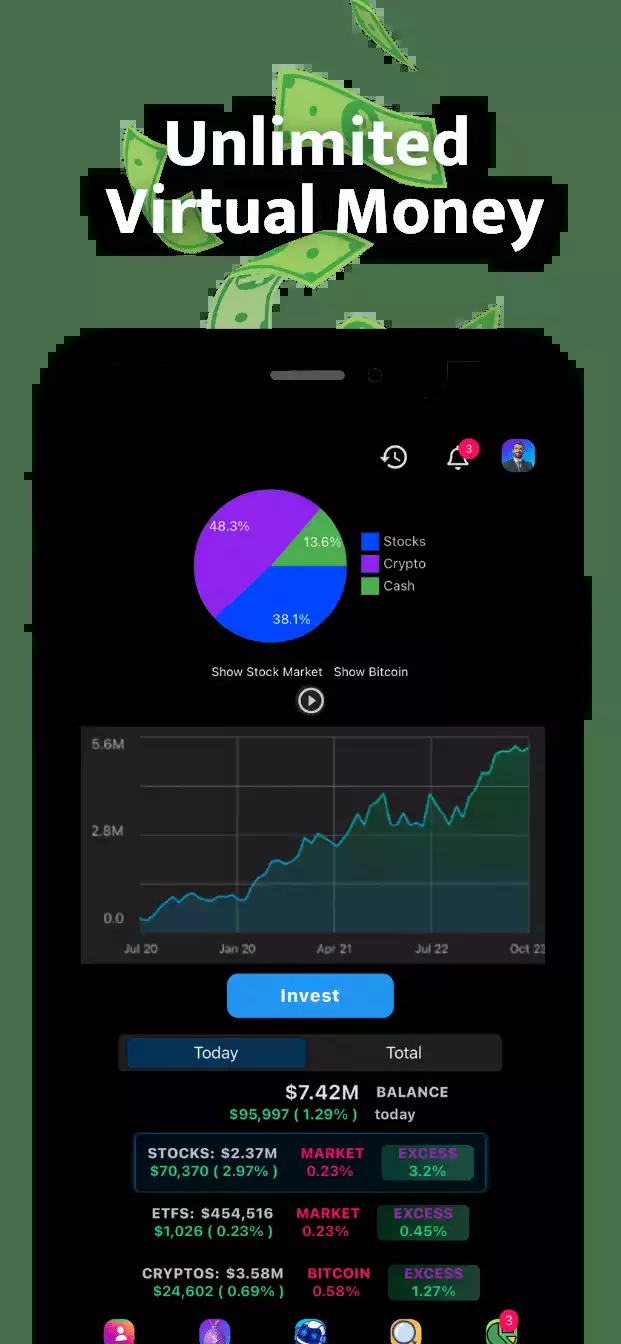 Unlimited
Virtual Money
3
48.3%
13.6%
38.1%
Stocks
Crypto
Cash
Show Stock Market Show Bitcoin
5.6M
2.8M
0.0
Jul 20 Jan 20 Apr 21 Jul 22 Oct 23
Invest
Today Total
$7.42M BALANCE
$95,997 ( 1.29% ) today
STOCKS: $2.37M MARKET EXCESS
$70,370 ( 2.97% ) 0.23% 3.2%
ETFS: $454,516 MARKET EXCESS
$1,026 ( 0.23% ) 0.23% 0.45%
CRYPTOS: $3.58M BITCOIN EXCESS
$24,602 ( 0.69% ) 0.58% 1.27%
3